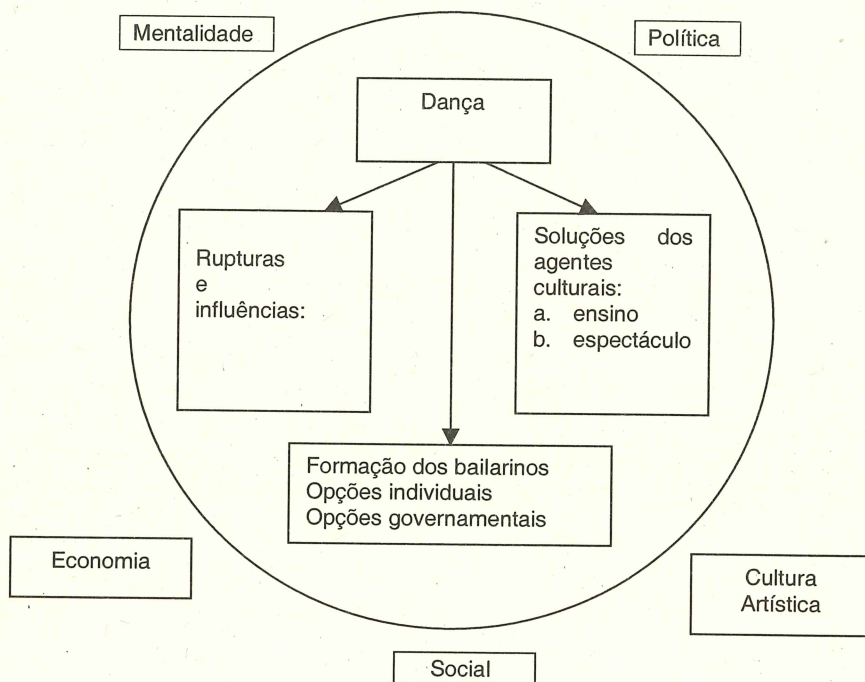 Mentalidade
Política
Dança
Rupturas
e
influências:
Soluções dos
agentes
culturais:
a. ensino
b. espectáculo
Formação dos bailarinos
Opções individuais
Opções governamentais
Economia
Cultura
Artística
Social